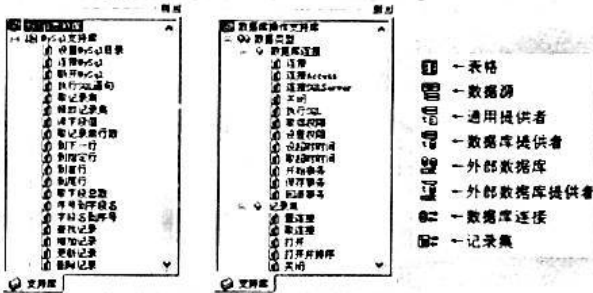 MySql支持库
设置MySql目录
连接MySql
断开MySql
执行SQL语句
取记录集
释放记录集
读字段值
取记录集行数
到下一行
到指定行
到首行
到尾行
取字段总数
序号到字段名
字段名到序号
查找记录
增加记录
更新记录
删除记录
支持库
数据库操作支持库
数据类型
数据库连接
连接
连接Access
连接SQLServer
关闭
执行SQL
取得权限
设置权限
设超时时间
取超时时间
开始事务
保存事务
回滚事务
记录集
置连接
取连接
打开
打开并排序
关闭
支持库
←表格
←数据源
←通用提供者
←数据库提供者
←外部数据库
←外部数据库提供者
←数据库连接
←记录集